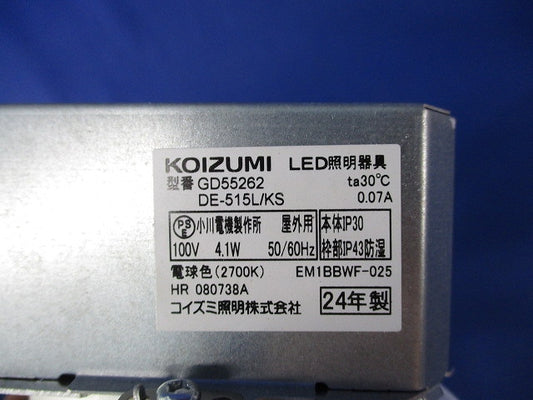 KOIZUMI LED照明器具
型番 GD55262 ta30℃
DE-515L/KS 0.07A
PSE 小川電機製作所 屋外用 本体IP30
100V 4.1W 50/60Hz 枠部IP43防湿
電球色(2700K) EM1BBWF-025
HR 080738A
コイズミ照明株式会社 24年製